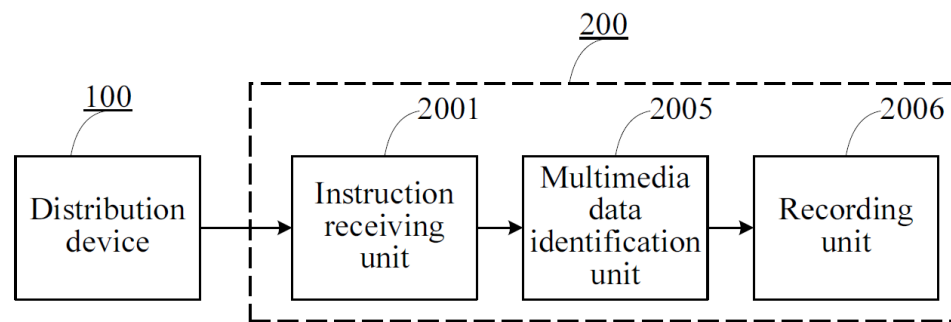 200
100
2001
2005
2006
Distribution
device
Instruction
receiving
unit
Multimedia
data
identification
unit
Recording
unit